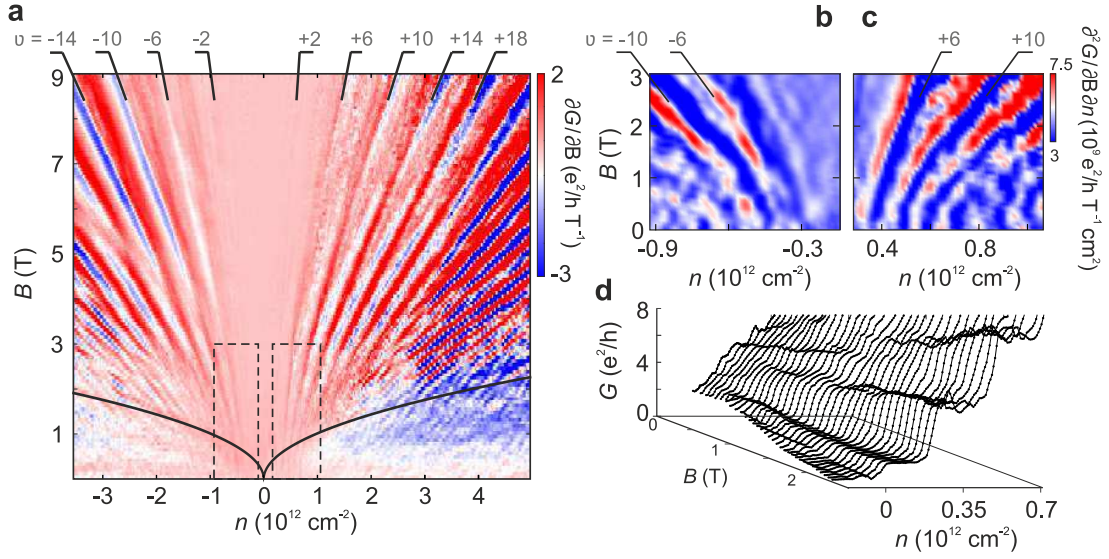 a
υ = -14 -10 -6 -2 +2 +6 +10 +14 +18
9
7
5
3
1
B (T)
-3 -2 -1 0 1 2 3 4
n (10¹² cm⁻²)
2
-3
∂G/∂B (e²/h T⁻¹)
b
υ = -10 -6
3
2
1
0
B (T)
-0.9 -0.3
n (10¹² cm⁻²)
c
+6 +10
0.4 0.8
n (10¹² cm⁻²)
7.5
3
∂²G/∂B∂n (10⁹ e²/h T⁻¹ cm²)
d
8
4
0
G (e²/h)
0
1
2
B (T)
0 0.35 0.7
n (10¹² cm⁻²)